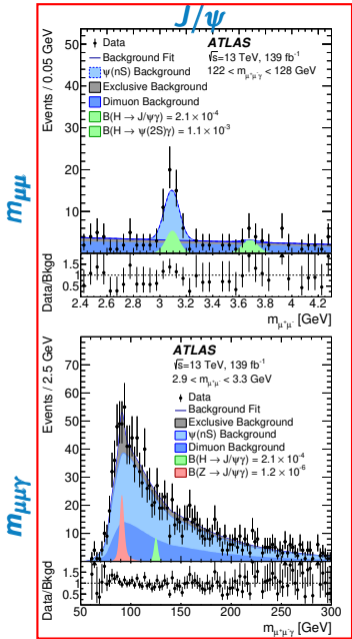 J/ψ
m_μμ
Events / 0.05 GeV
50
40
30
20
10
Data
Background Fit
ψ(nS) Background
Exclusive Background
Dimuon Background
B(H → J/ψγ) = 2.1×10⁻⁴
B(H → ψ(2S)γ) = 1.1×10⁻³
ATLAS
√s=13 TeV, 139 fb⁻¹
122 < m_μ⁺μ⁻γ < 128 GeV
Data/Bkgd
1.5
1.0
0.5
2.4 2.6 2.8 3.0 3.2 3.4 3.6 3.8 4.0 4.2
m_μ⁺μ⁻ [GeV]
m_μμγ
Events / 2.5 GeV
70
60
50
40
30
20
10
ATLAS
√s=13 TeV, 139 fb⁻¹
2.9 < m_μ⁺μ⁻ < 3.3 GeV
Data
Background Fit
Exclusive Background
ψ(nS) Background
Dimuon Background
B(H → J/ψγ) = 2.1×10⁻⁴
B(Z → J/ψγ) = 1.2×10⁻⁶
Data/Bkgd
1.5
1.0
0.5
50 100 150 200 250 300
m_μ⁺μ⁻γ [GeV]